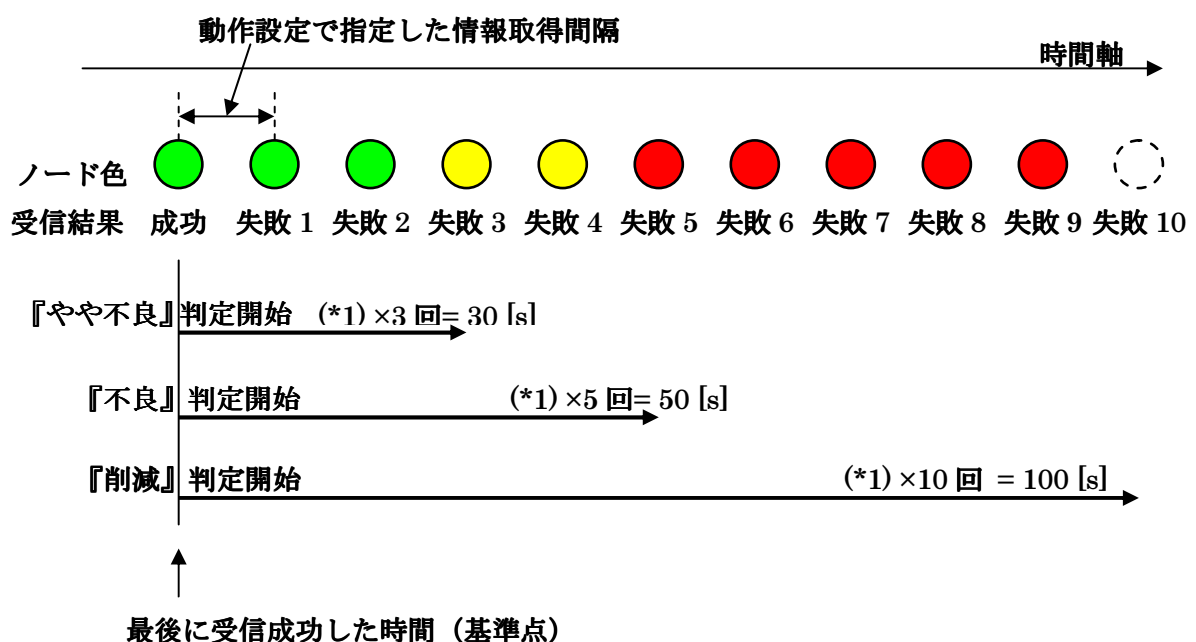 動作設定で指定した情報取得間隔
時間軸
ノード色
受信結果 成功 失敗 1 失敗 2 失敗 3 失敗 4 失敗 5 失敗 6 失敗 7 失敗 8 失敗 9 失敗 10
『やや不良』判定開始 (*1) ×3 回= 30 [s]
『不良』判定開始 (*1) ×5 回= 50 [s]
『削減』判定開始 (*1) ×10 回 = 100 [s]
最後に受信成功した時間（基準点）